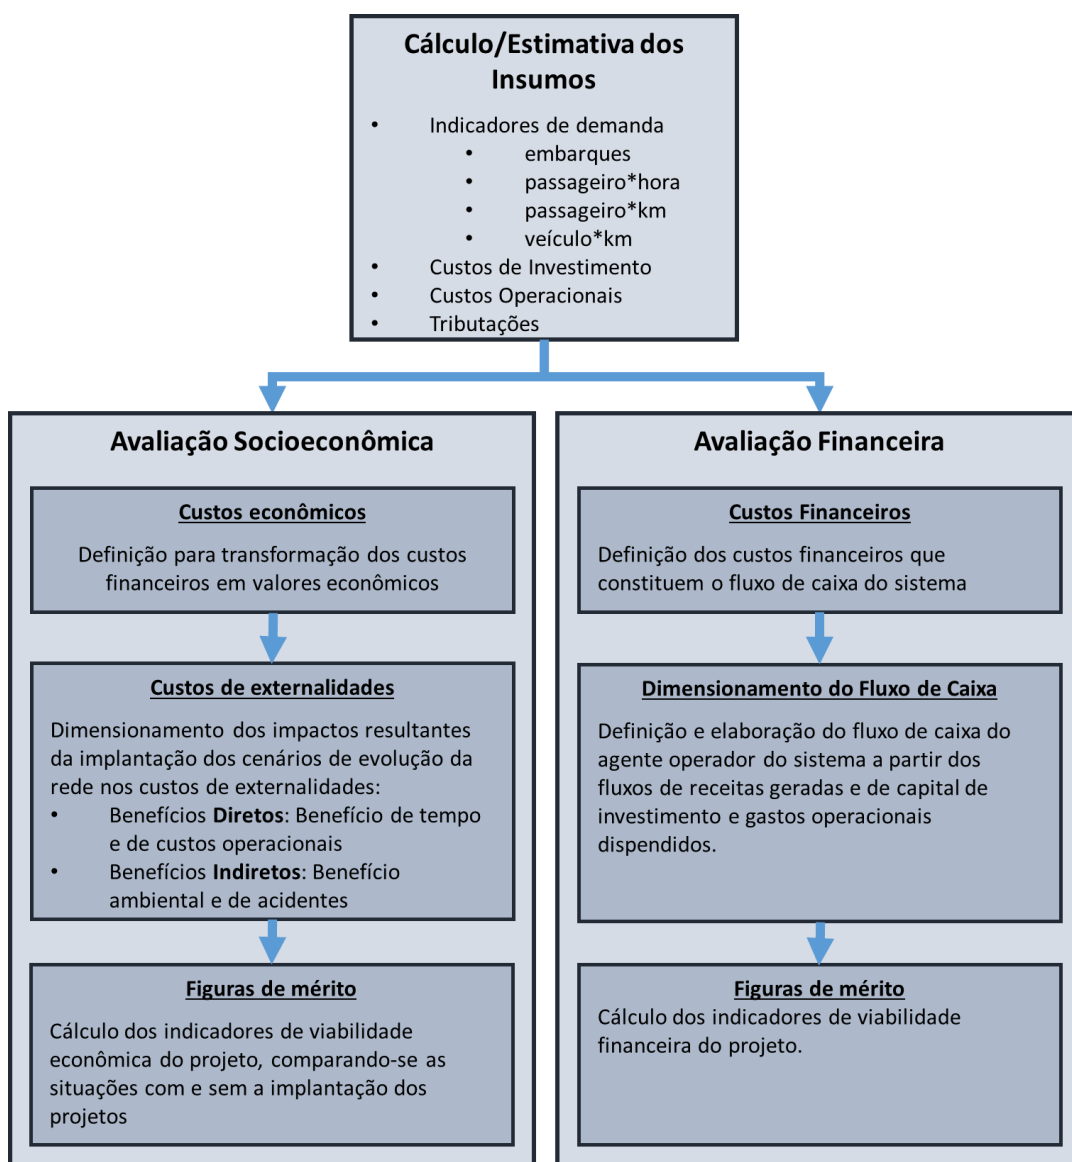 Cálculo/Estimativa dos
Insumos
• Indicadores de demanda
• embarques
• passageiro*hora
• passageiro*km
• veículo*km
• Custos de Investimento
• Custos Operacionais
• Tributações
Avaliação Socioeconômica
Custos econômicos
Definição para transformação dos custos
financeiros em valores econômicos
Custos de externalidades
Dimensionamento dos impactos resultantes
da implantação dos cenários de evolução da
rede nos custos de externalidades:
• Benefícios Diretos: Benefício de tempo
e de custos operacionais
• Benefícios Indiretos: Benefício
ambiental e de acidentes
Figuras de mérito
Cálculo dos indicadores de viabilidade
econômica do projeto, comparando-se as
situações com e sem a implantação dos
projetos
Avaliação Financeira
Custos Financeiros
Definição dos custos financeiros que
constituem o fluxo de caixa do sistema
Dimensionamento do Fluxo de Caixa
Definição e elaboração do fluxo de caixa do
agente operador do sistema a partir dos
fluxos de receitas geradas e de capital de
investimento e gastos operacionais
dispendidos.
Figuras de mérito
Cálculo dos indicadores de viabilidade
financeira do projeto.